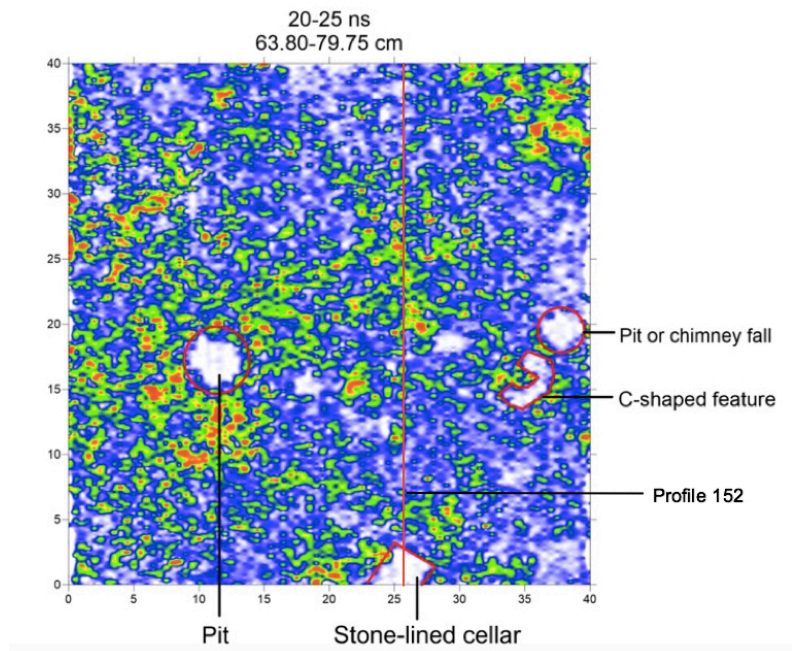 20-25 ns
63.80-79.75 cm
40
35
30
25
20
15
10
5
0
0 5 10 15 20 25 30 35 40
Pit or chimney fall
C-shaped feature
Profile 152
Pit
Stone-lined cellar